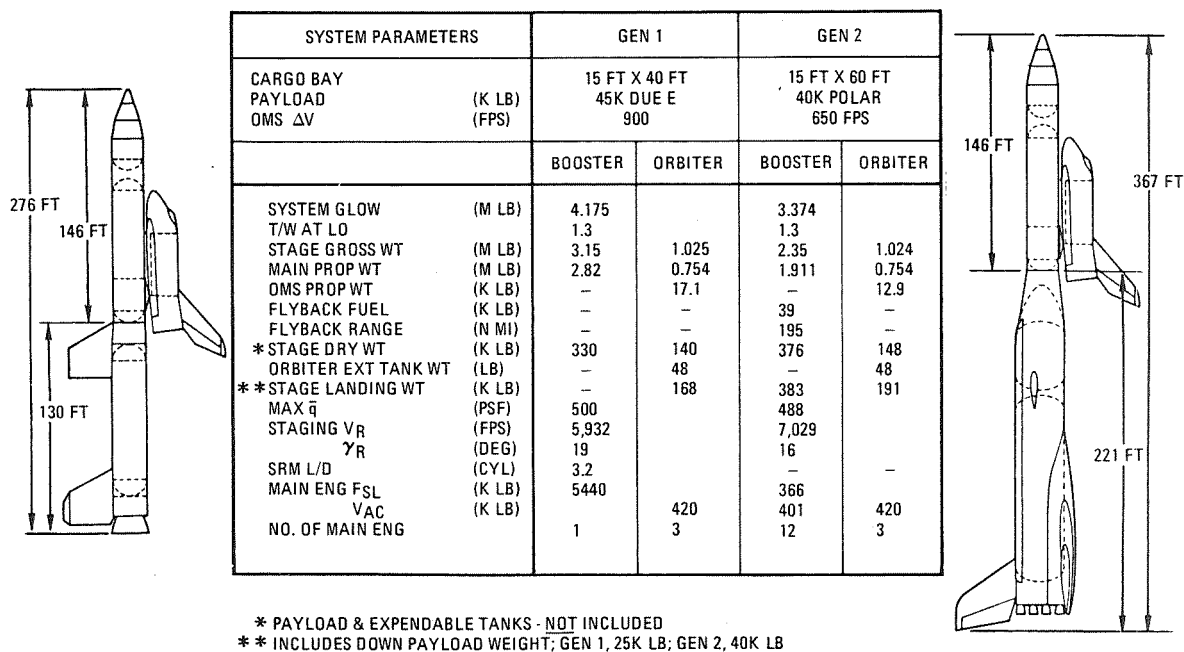 SYSTEM PARAMETERS GEN 1 GEN 2
CARGO BAY 15 FT X 40 FT 15 FT X 60 FT
PAYLOAD (K LB) 45K DUE E 40K POLAR
OMS ΔV (FPS) 900 650 FPS
BOOSTER ORBITER BOOSTER ORBITER
SYSTEM GLOW (M LB) 4.175 3.374
T/W AT LO 1.3 1.3
STAGE GROSS WT (M LB) 3.15 1.025 2.35 1.024
MAIN PROP WT (M LB) 2.82 0.754 1.911 0.754
OMS PROP WT (K LB) – 17.1 – 12.9
FLYBACK FUEL (K LB) – – 39 –
FLYBACK RANGE (N MI) – – 195 –
* STAGE DRY WT (K LB) 330 140 376 148
ORBITER EXT TANK WT (LB) – 48 – 48
* * STAGE LANDING WT (K LB) – 168 383 191
MAX q̄ (PSF) 500 488
STAGING VR (FPS) 5,932 7,029
γR (DEG) 19 16
SRM L/D (CYL) 3.2 – –
MAIN ENG FSL (K LB) 5440 366
VAC (K LB) 420 401 420
NO. OF MAIN ENG 1 3 12 3
276 FT
146 FT
130 FT
146 FT
367 FT
221 FT
* PAYLOAD & EXPENDABLE TANKS - NOT INCLUDED
* * INCLUDES DOWN PAYLOAD WEIGHT; GEN 1, 25K LB; GEN 2, 40K LB